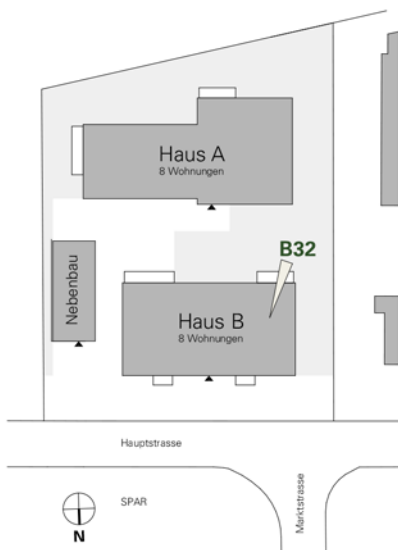 Haus A
8 Wohnungen
B32
Nebenbau
Haus B
8 Wohnungen
Hauptstrasse
SPAR
Marktstrasse
N